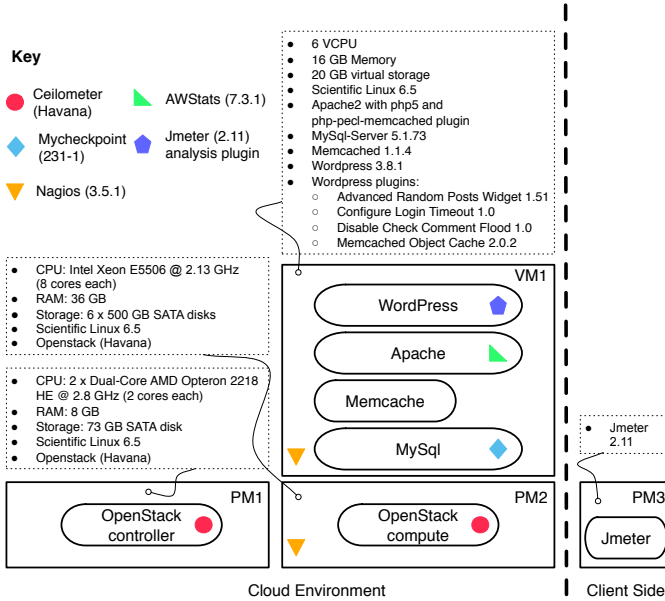 Key
Ceilometer
(Havana)
AWStats (7.3.1)
Mycheckpoint
(231-1)
Jmeter (2.11)
analysis plugin
Nagios (3.5.1)
● 6 VCPU
● 16 GB Memory
● 20 GB virtual storage
● Scientific Linux 6.5
● Apache2 with php5 and
php-pecl-memcached plugin
● MySql-Server 5.1.73
● Memcached 1.1.4
● Wordpress 3.8.1
● Wordpress plugins:
○ Advanced Random Posts Widget 1.51
○ Configure Login Timeout 1.0
○ Disable Check Comment Flood 1.0
○ Memcached Object Cache 2.0.2
● CPU: Intel Xeon E5506 @ 2.13 GHz
(8 cores each)
● RAM: 36 GB
● Storage: 6 x 500 GB SATA disks
● Scientific Linux 6.5
● Openstack (Havana)
● CPU: 2 x Dual-Core AMD Opteron 2218
HE @ 2.8 GHz (2 cores each)
● RAM: 8 GB
● Storage: 73 GB SATA disk
● Scientific Linux 6.5
● Openstack (Havana)
VM1
WordPress
Apache
Memcache
MySql
● Jmeter
2.11
PM1
OpenStack
controller
PM2
OpenStack
compute
PM3
Jmeter
Cloud Environment
Client Side